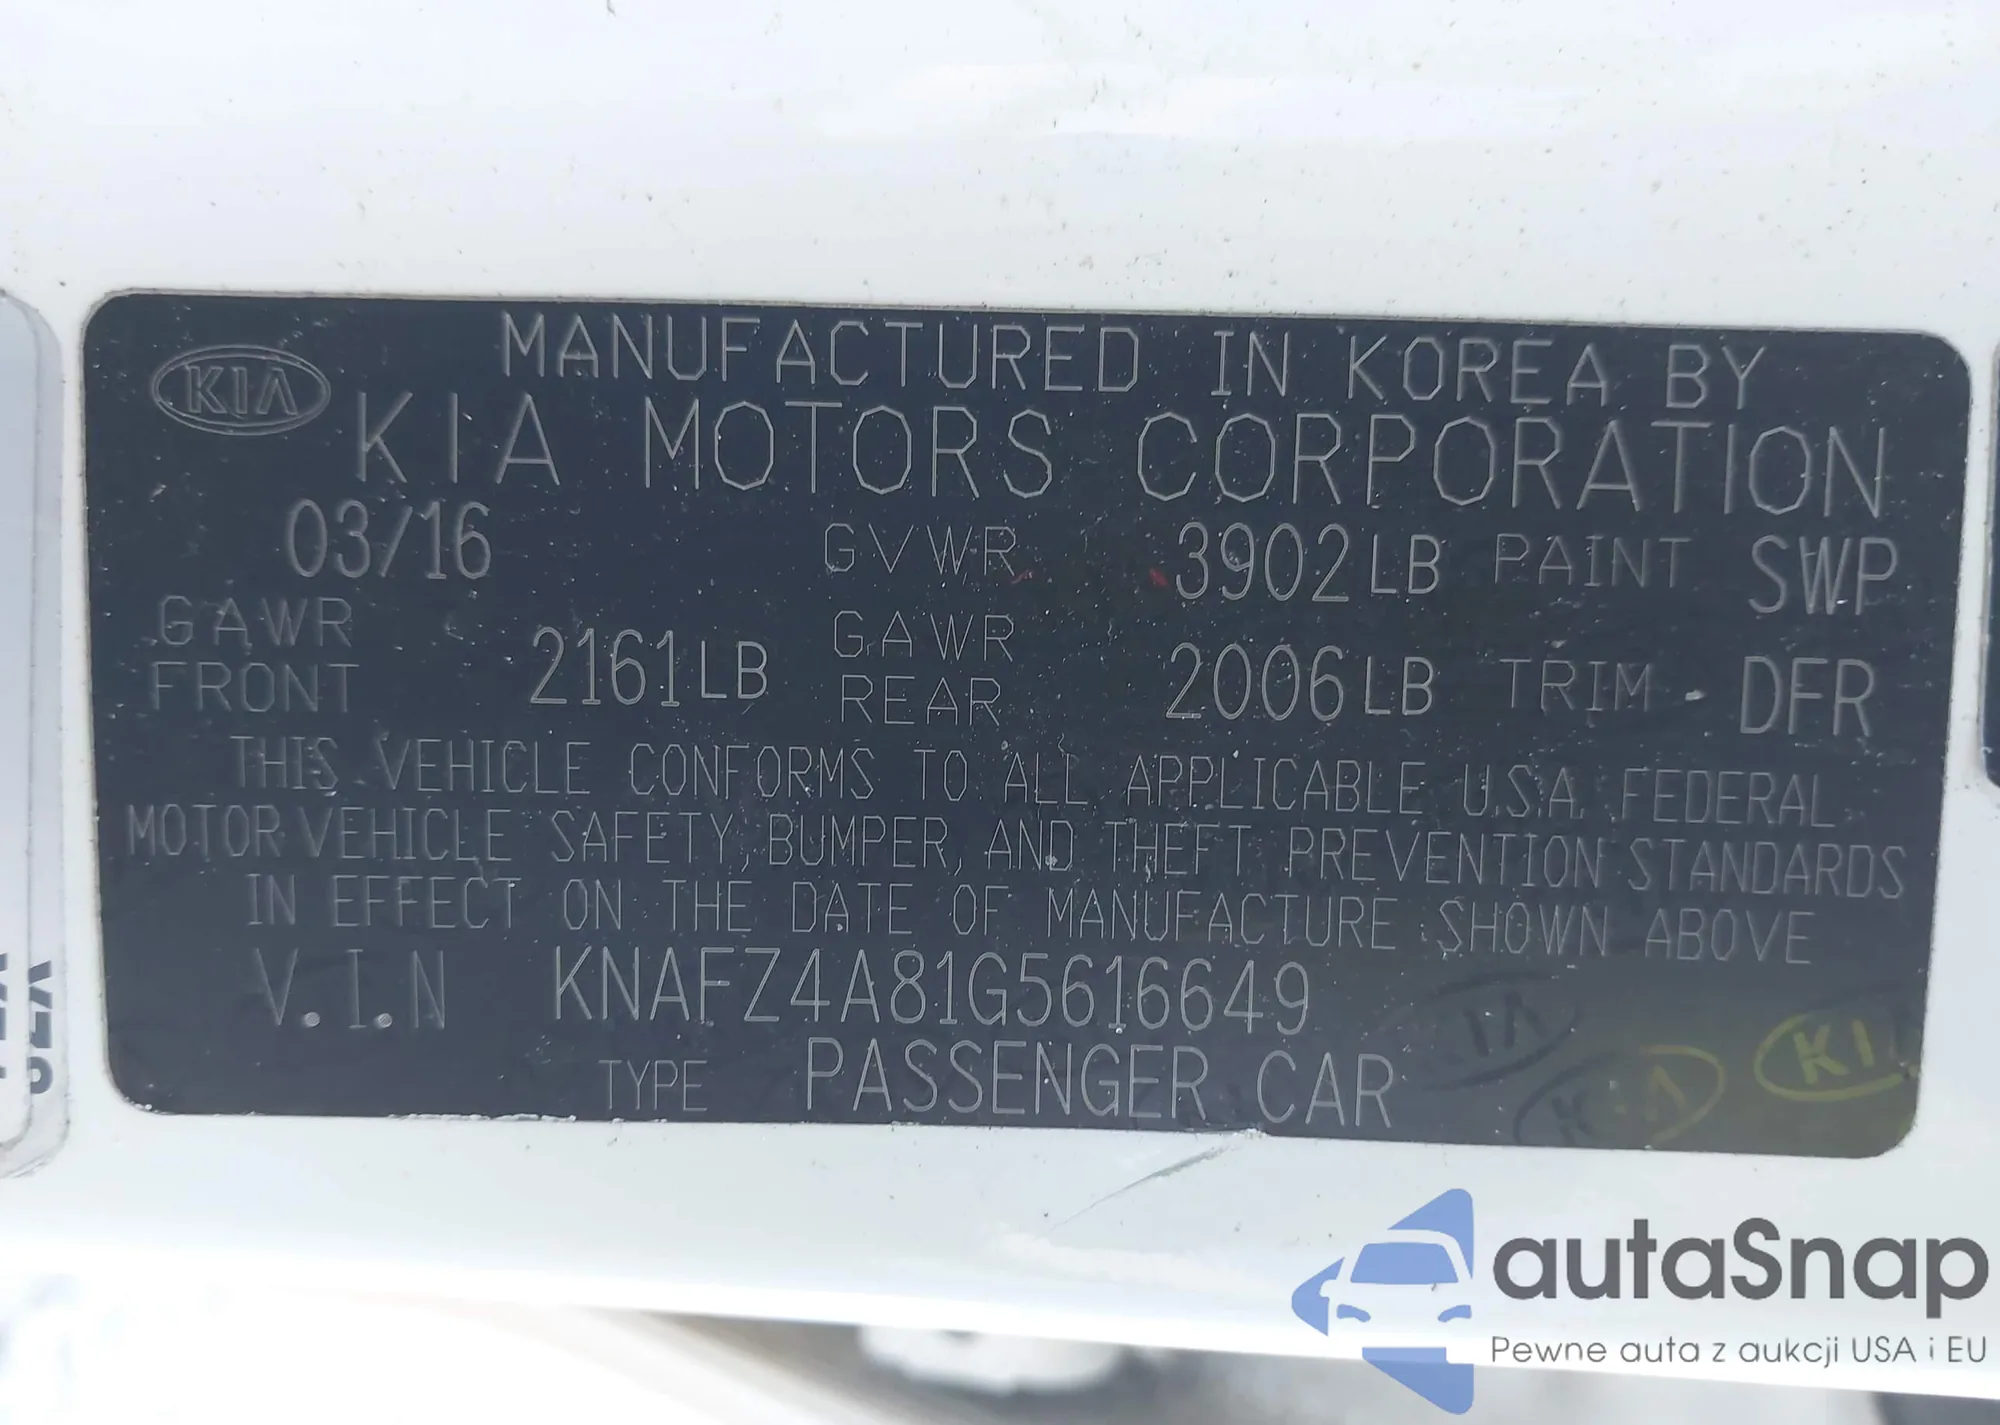 MANUFACTURED IN KOREA BY
KIA
KIA MOTORS CORPORATION
03/16 GVWR 3902LB PAINT SWP
GAWR FRONT 2161LB GAWR REAR 2006LB TRIM DFR
THIS VEHICLE CONFORMS TO ALL APPLICABLE U.S.A. FEDERAL
MOTOR VEHICLE SAFETY, BUMPER, AND THEFT PREVENTION STANDARDS
IN EFFECT ON THE DATE OF MANUFACTURE SHOWN ABOVE
V.I.N KNAFZ4A81G5616649
TYPE PASSENGER CAR
autaSnap
Pewne auta z aukcji USA i EU